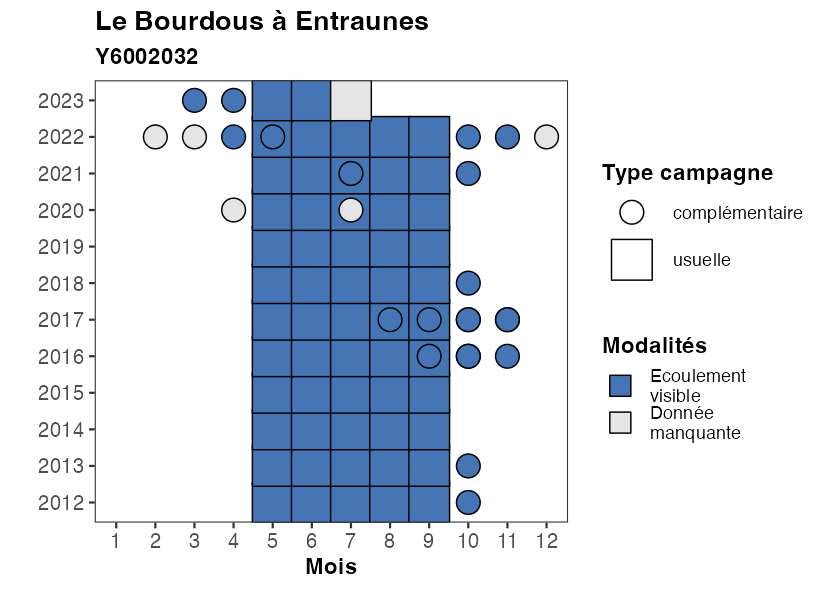 Le Bourdous à Entraunes
Y6002032
2023
2022
2021
2020
2019
2018
2017
2016
2015
2014
2013
2012
1 2 3 4 5 6 7 8 9 10 11 12
Mois
Type campagne
complémentaire
usuelle
Modalités
Ecoulement
visible
Donnée
manquante